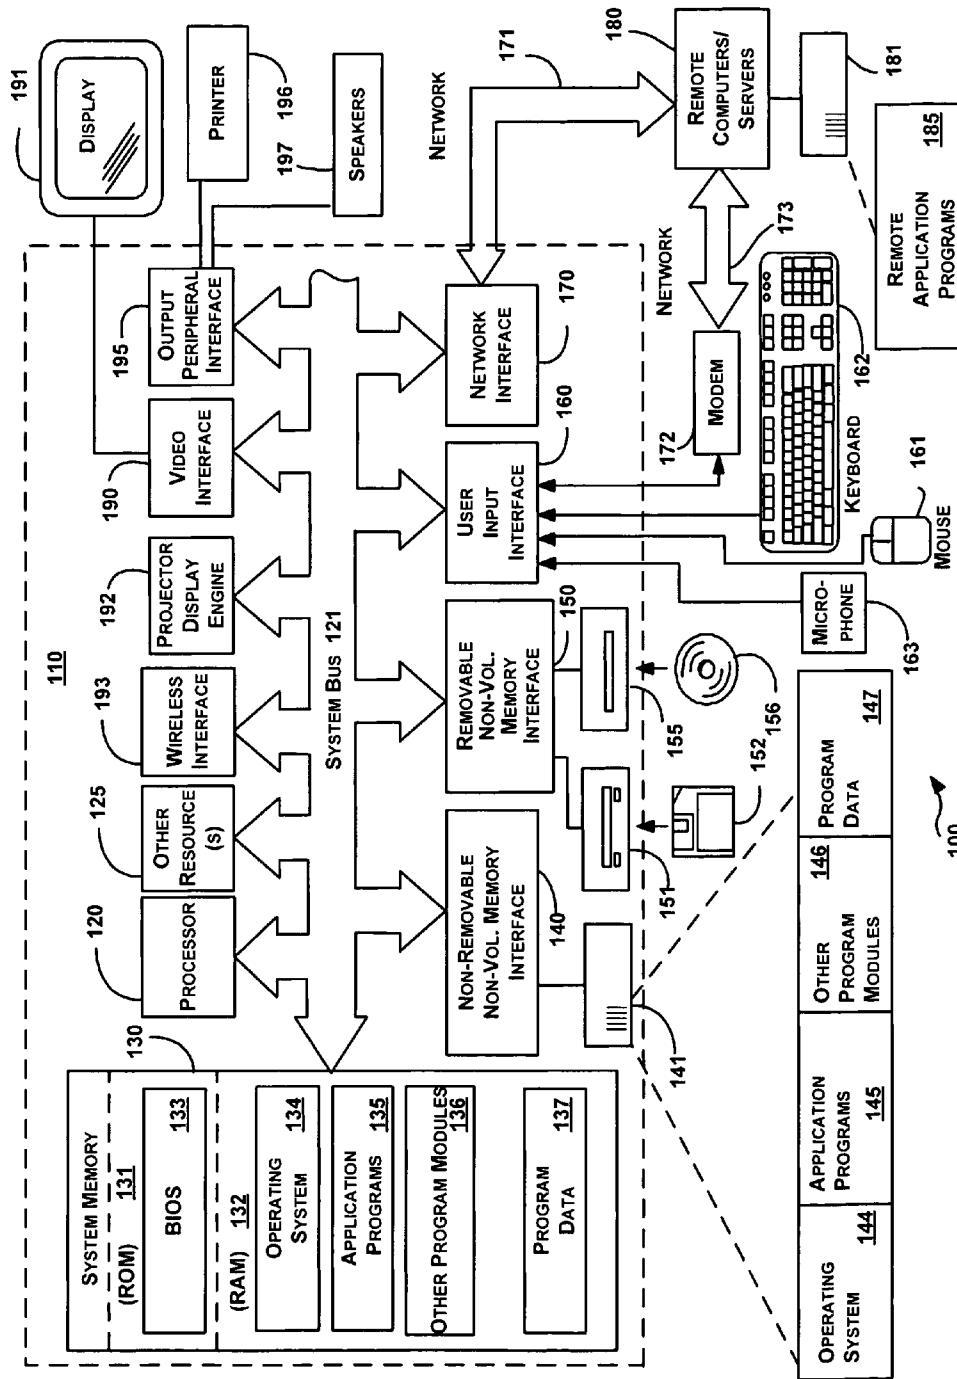 100
110
SYSTEM MEMORY
130
(ROM) 131
BIOS
133
(RAM) 132
OPERATING
SYSTEM
134
APPLICATION
PROGRAMS
135
OTHER PROGRAM MODULES
136
PROGRAM
DATA
137
120
PROCESSOR
125
OTHER
RESOURCE
(s)
193
WIRELESS
INTERFACE
192
PROJECTOR
DISPLAY
ENGINE
190
VIDEO
INTERFACE
195
OUTPUT
PERIPHERAL
INTERFACE
191
DISPLAY
PRINTER
196
197
SPEAKERS
SYSTEM BUS 121
NON-REMOVABLE
NON-VOL. MEMORY
INTERFACE
140
REMOVABLE
NON-VOL.
MEMORY
INTERFACE
150
USER
INPUT
INTERFACE
160
NETWORK
INTERFACE
170
NETWORK
171
180
REMOTE
COMPUTERS/
SERVERS
181
141
151
152
155
156
172
MODEM
NETWORK
173
162
KEYBOARD
161
MOUSE
MICRO-
PHONE
163
REMOTE
APPLICATION
PROGRAMS
185
OPERATING
SYSTEM
144
APPLICATION
PROGRAMS
145
OTHER
PROGRAM
MODULES
146
PROGRAM
DATA
147